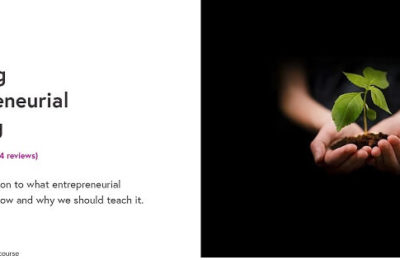 g
eneurial
g
4 reviews)
on to what entrepreneurial
ow and why we should teach it.
course